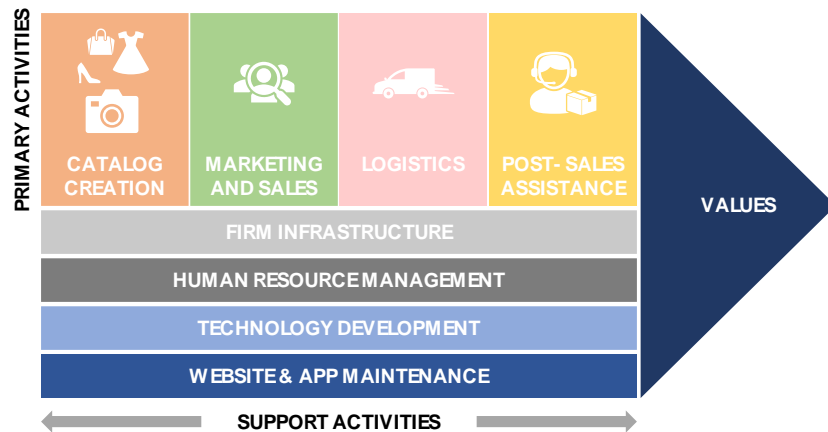 PRIMARY ACTIVITIES
CATALOG
CREATION
MARKETING
AND SALES
LOGISTICS
POST- SALES
ASSISTANCE
FIRM INFRASTRUCTURE
HUMAN RESOURCE MANAGEMENT
TECHNOLOGY DEVELOPMENT
WEBSITE & APP MAINTENANCE
SUPPORT ACTIVITIES
VALUES